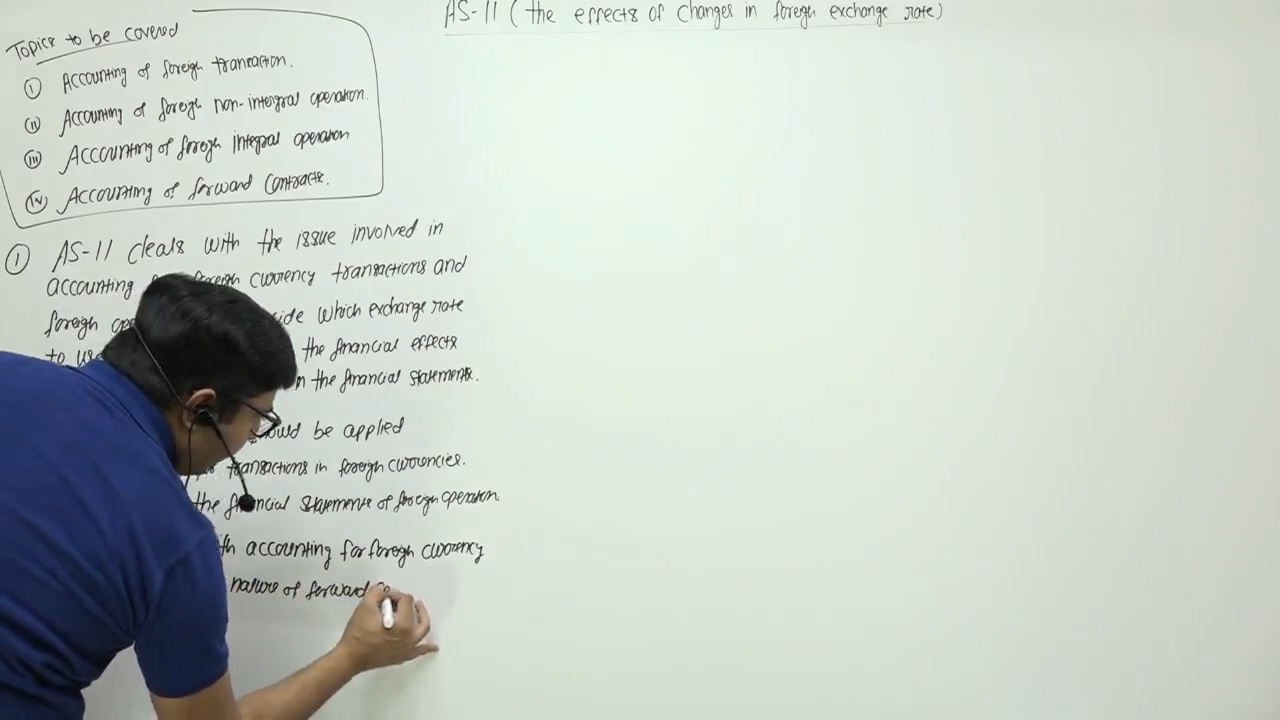 AS-11 (the effects of changes in foreign exchange rate)
Topics to be covered
I Accounting of foreign transaction.
II Accounting of foreign non-intergral operation.
III Accounting of foreign integral operation
IV Accounting of forward Contracts.
1 AS-11 deals with the issue involved in
accounting foreign currency transactions and
foreign which exchange rate
to the financial effects
the financial statements.
be applied
transactions in foreign currencies.
the financial statements of foreign operation.
accounting for foreign currency
nature of forward